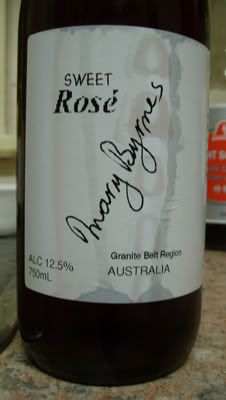 SWEET
Rosé
Mary Byrnes
ALC 12.5%
750mL
Granite Belt Region
AUSTRALIA